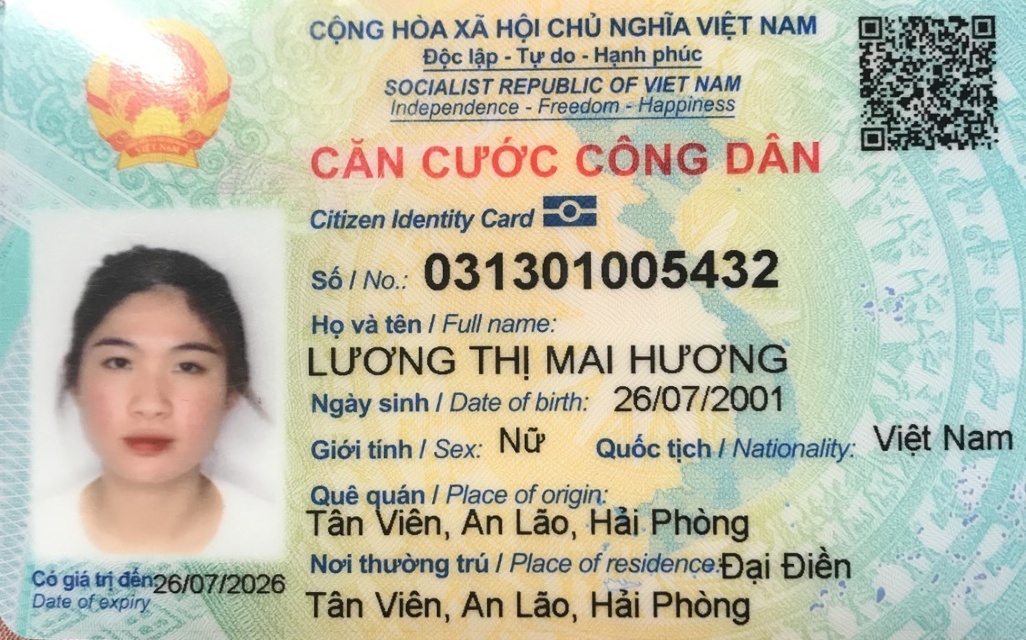 CỘNG HÒA XÃ HỘI CHỦ NGHĨA VIỆT NAM
Độc lập - Tự do - Hạnh phúc
SOCIALIST REPUBLIC OF VIET NAM
Independence - Freedom - Happiness
VIỆT NAM
CĂN CƯỚC CÔNG DÂN
Citizen Identity Card
Số / No.: 031301005432
Họ và tên / Full name:
LƯƠNG THỊ MAI HƯƠNG
Ngày sinh / Date of birth: 26/07/2001
Giới tính / Sex: Nữ Quốc tịch / Nationality: Việt Nam
Quê quán / Place of origin:
Tân Viên, An Lão, Hải Phòng
Nơi thường trú / Place of residence: Đại Điền
Tân Viên, An Lão, Hải Phòng
Có giá trị đến: 26/07/2026
Date of expiry